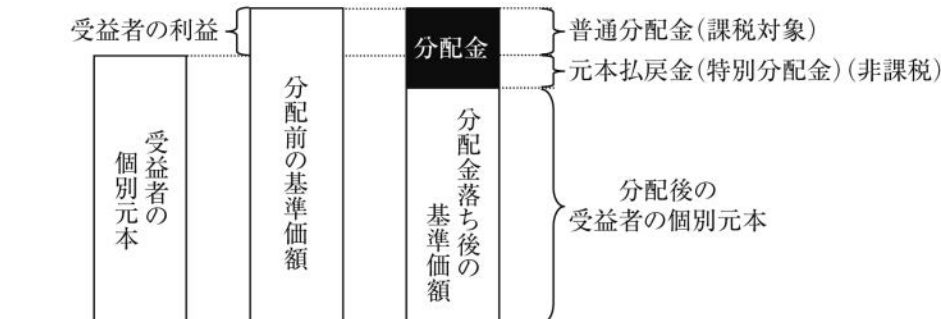 受益者の利益
分配金
普通分配金(課税対象)
元本払戻金(特別分配金)(非課税)
受益者の
個別元本
分配前の基準価額
分配金落ち後の
基準価額
分配後の
受益者の個別元本